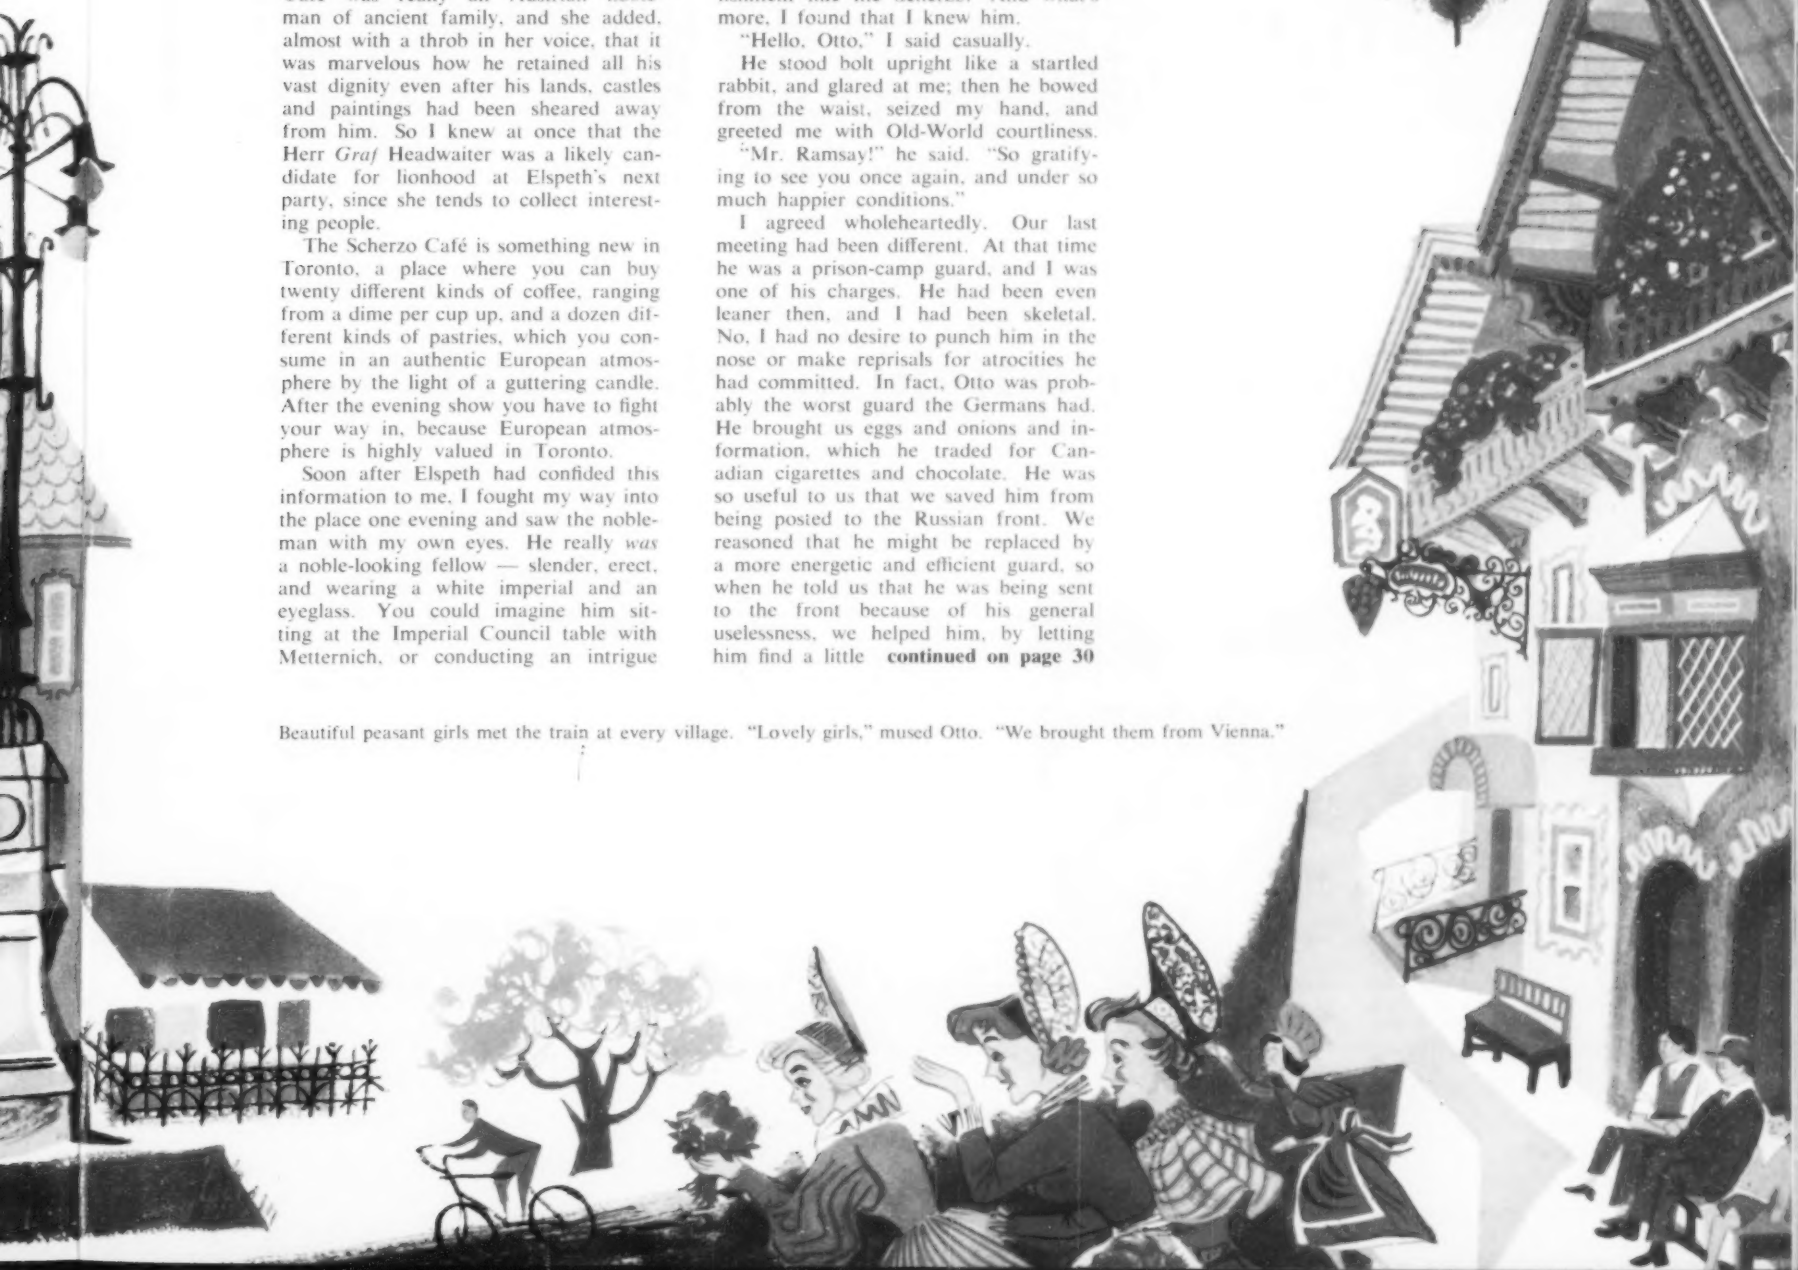 man of ancient family, and she added,
almost with a throb in her voice, that it
was marvelous how he retained all his
vast dignity even after his lands, castles
and paintings had been sheared away
from him. So I knew at once that the
Herr Graf Headwaiter was a likely can-
didate for lionhood at Elspeth's next
party, since she tends to collect interest-
ing people.
The Scherzo Café is something new in
Toronto, a place where you can buy
twenty different kinds of coffee, ranging
from a dime per cup up, and a dozen dif-
ferent kinds of pastries, which you con-
sume in an authentic European atmos-
phere by the light of a guttering candle.
After the evening show you have to fight
your way in, because European atmos-
phere is highly valued in Toronto.
Soon after Elspeth had confided this
information to me, I fought my way into
the place one evening and saw the noble-
man with my own eyes. He really was
a noble-looking fellow — slender, erect,
and wearing a white imperial and an
eyeglass. You could imagine him sit-
ting at the Imperial Council table with
Metternich, or conducting an intrigue
more, I found that I knew him.
"Hello, Otto," I said casually.
He stood bolt upright like a startled
rabbit, and glared at me; then he bowed
from the waist, seized my hand, and
greeted me with Old-World courtliness.
"Mr. Ramsay!" he said. "So gratify-
ing to see you once again, and under so
much happier conditions."
I agreed wholeheartedly. Our last
meeting had been different. At that time
he was a prison-camp guard, and I was
one of his charges. He had been even
leaner then, and I had been skeletal.
No, I had no desire to punch him in the
nose or make reprisals for atrocities he
had committed. In fact, Otto was prob-
ably the worst guard the Germans had.
He brought us eggs and onions and in-
formation, which he traded for Can-
adian cigarettes and chocolate. He was
so useful to us that we saved him from
being posted to the Russian front. We
reasoned that he might be replaced by
a more energetic and efficient guard, so
when he told us that he was being sent
to the front because of his general
uselessness, we helped him, by letting
him find a little continued on page 30
Beautiful peasant girls met the train at every village. "Lovely girls," mused Otto. "We brought them from Vienna."